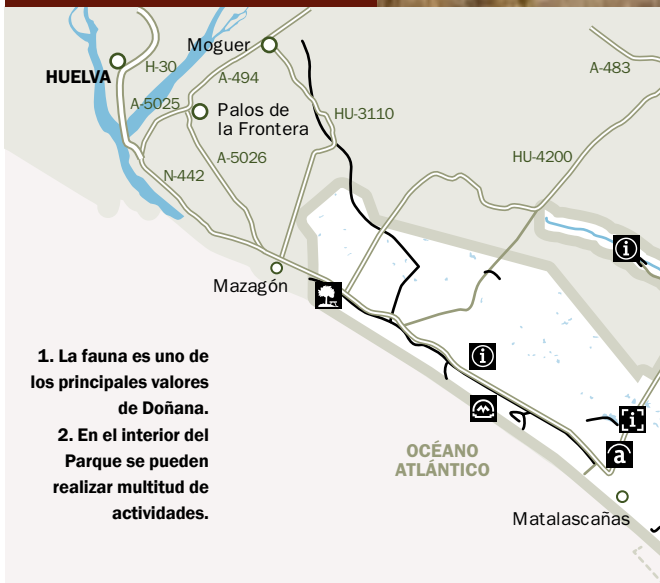 Moguer
HUELVA
H-30
A-494
A-483
A-5025
Palos de
la Frontera
HU-3110
A-5026
HU-4200
N-442
Mazagón
1. La fauna es uno de
los principales valores
de Doñana.
2. En el interior del
Parque se pueden
realizar multitud de
actividades.
OCÉANO
ATLÁNTICO
i
i
i
a
Matalascañas